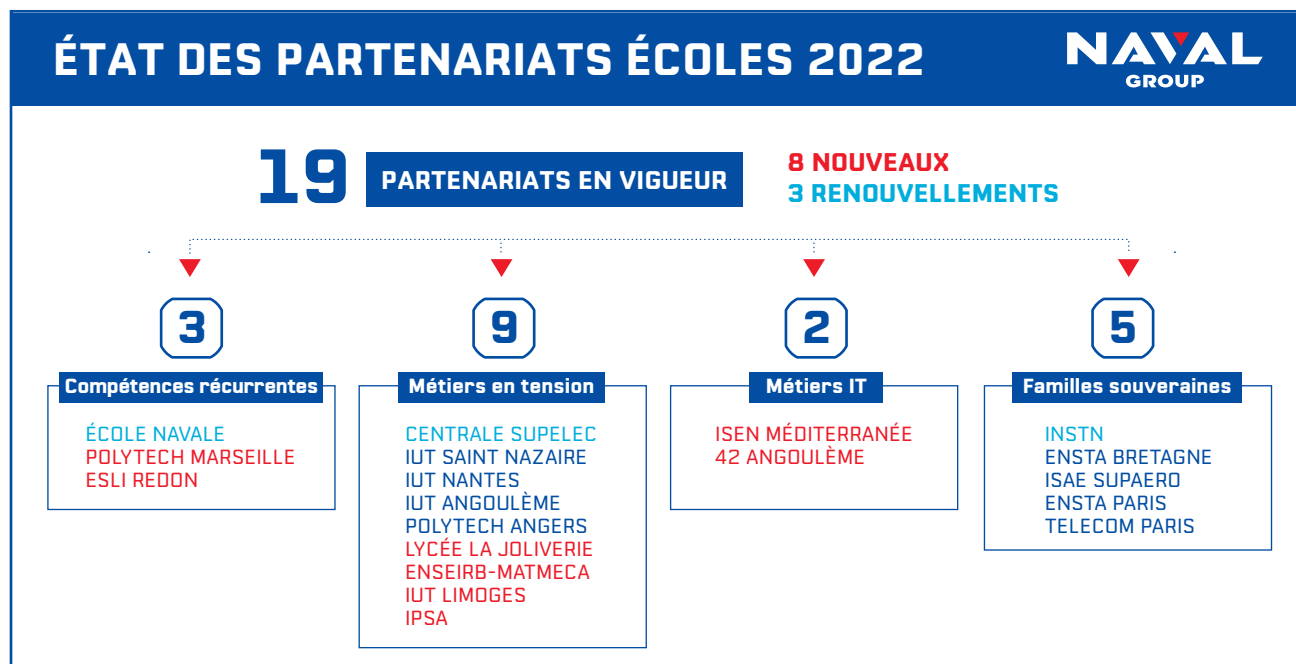 ÉTAT DES PARTENARIATS ÉCOLES 2022
NAVAL
GROUP
19
PARTENARIATS EN VIGUEUR
8 NOUVEAUX
3 RENOUVELLEMENTS
3
Compétences récurrentes
ÉCOLE NAVALE
POLYTECH MARSEILLE
ESLI REDON
9
Métiers en tension
CENTRALE SUPELEC
IUT SAINT NAZAIRE
IUT NANTES
IUT ANGOULÈME
POLYTECH ANGERS
LYCÉE LA JOLIVERIE
ENSEIRB-MATMECA
IUT LIMOGES
IPSA
2
Métiers IT
ISEN MÉDITERRANÉE
42 ANGOULÈME
5
Familles souveraines
INSTN
ENSTA BRETAGNE
ISAE SUPAERO
ENSTA PARIS
TELECOM PARIS